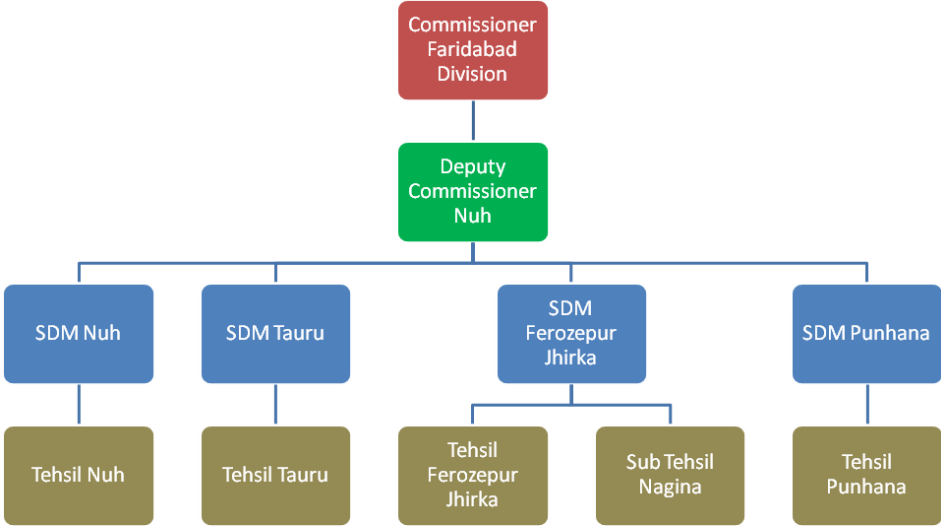 Commissioner
Faridabad
Division
Deputy
Commissioner
Nuh
SDM Nuh
SDM Tauru
SDM
Ferozepur
Jhirka
SDM Punhana
Tehsil Nuh
Tehsil Tauru
Tehsil
Ferozepur
Jhirka
Sub Tehsil
Nagina
Tehsil
Punhana